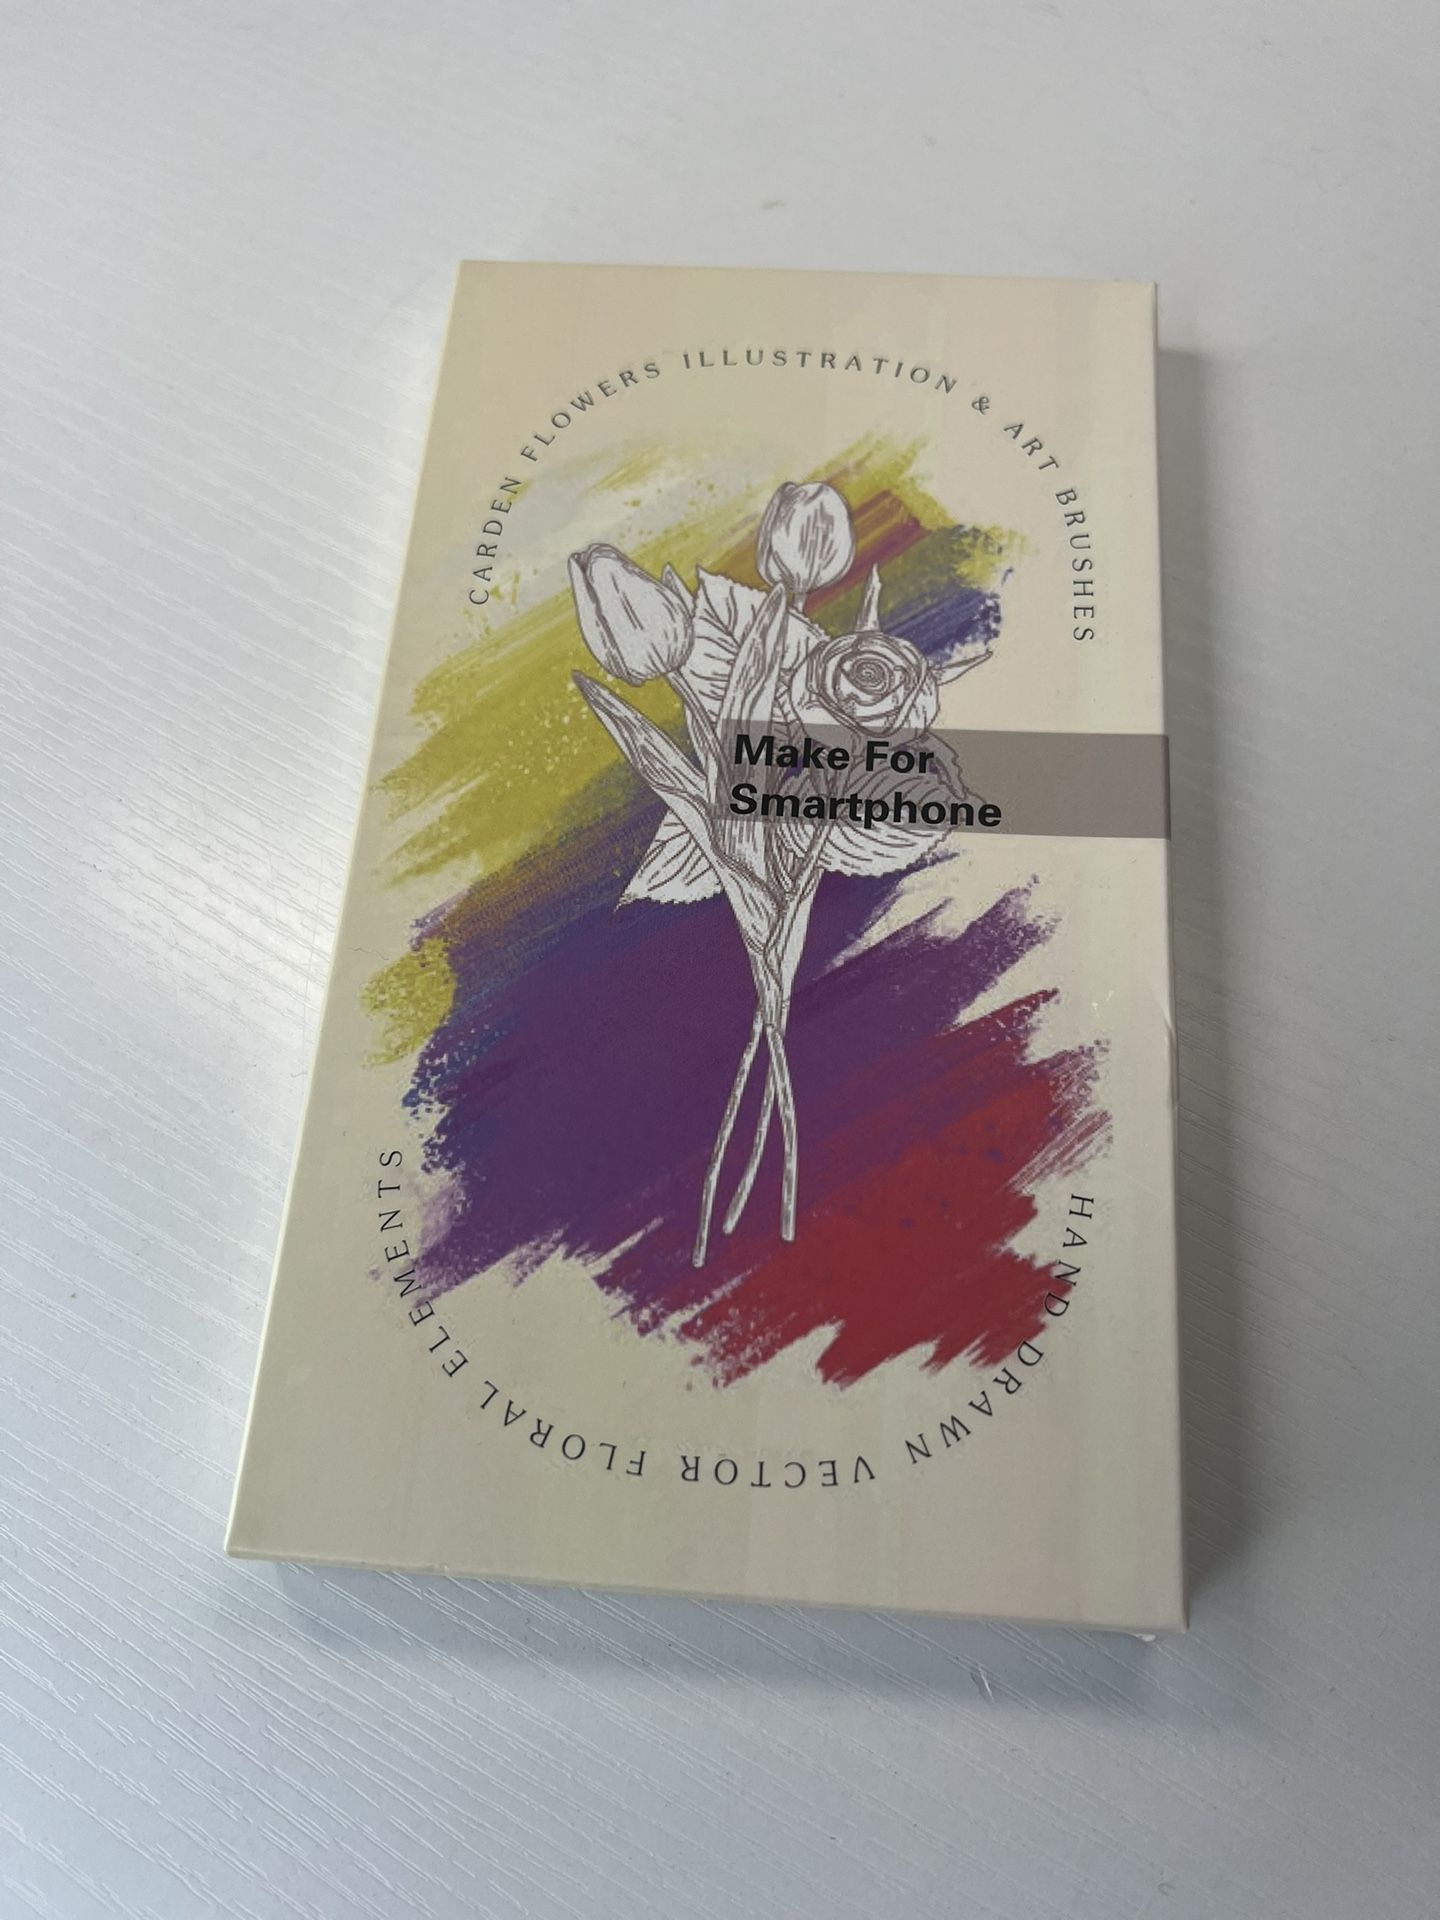 CARDEN FLOWERS ILLUSTRATION & ART BRUSHES
Make For
Smartphone
HAND DRAWN VECTOR FLORAL ELEMENTS